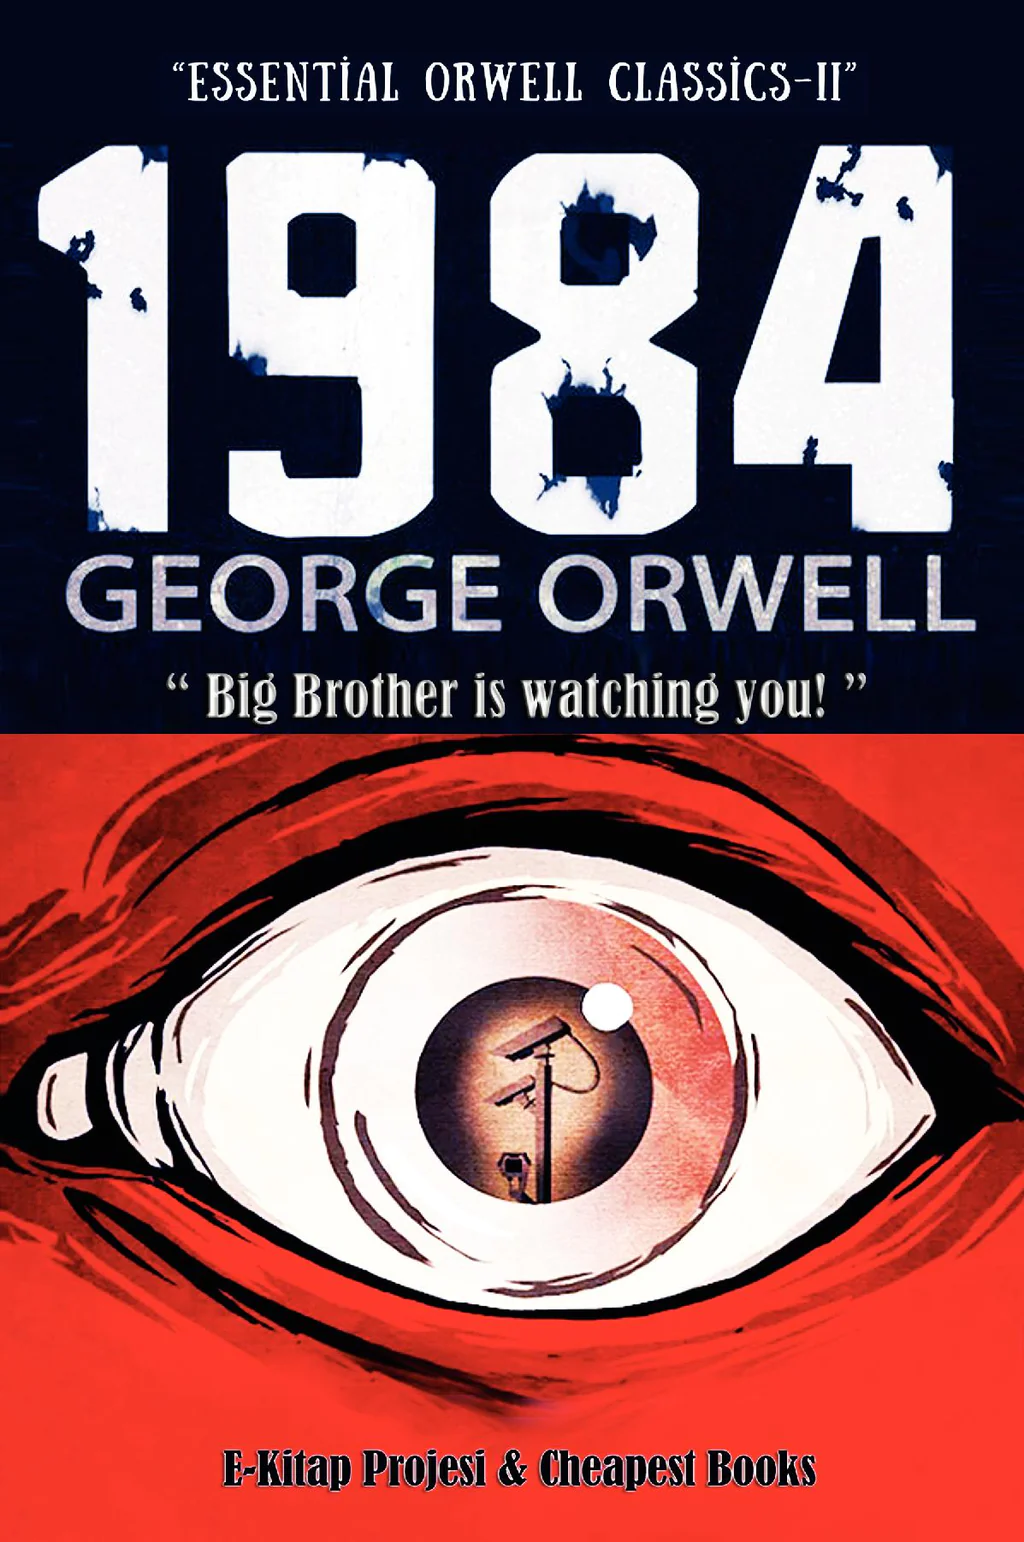 “ESSENTİAL ORWELL CLASSİCS-II”
1984
GEORGE ORWELL
“ Big Brother is watching you! ”
E-Kitap Projesi & Cheapest Books